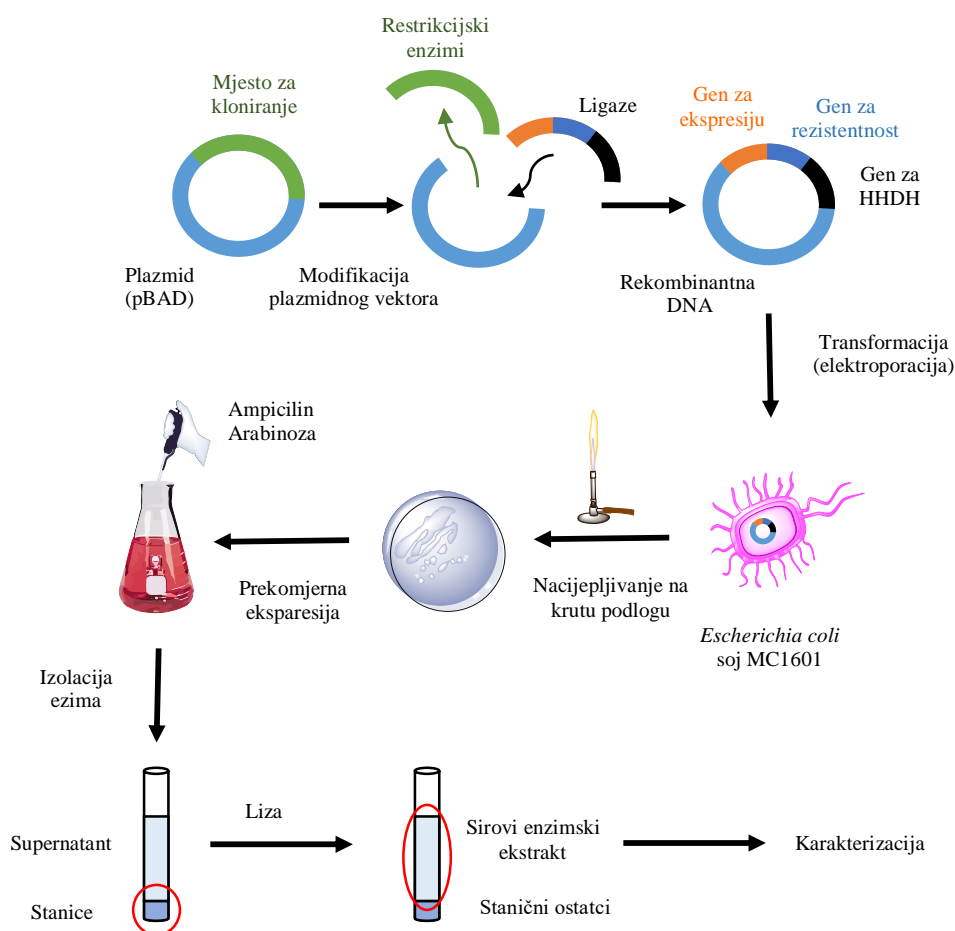 Restrikcijski
enzimi
Mjesto za
kloniranje
Ligaze
Gen za
ekspresiju
Gen za
rezistentnost
Gen za
HHDH
Plazmid
(pBAD)
Modifikacija
plazmidnog vektora
Rekombinantna
DNA
Transformacija
(elektroporacija)
Ampicilin
Arabinoza
Prekomjerna
eksparesija
Nacijepljivanje na
krutu podlogu
Escherichia coli
soj MC1601
Izolacija
ezima
Liza
Supernatant
Stanice
Sirovi enzimski
ekstrakt
Stanični ostatci
Karakterizacija